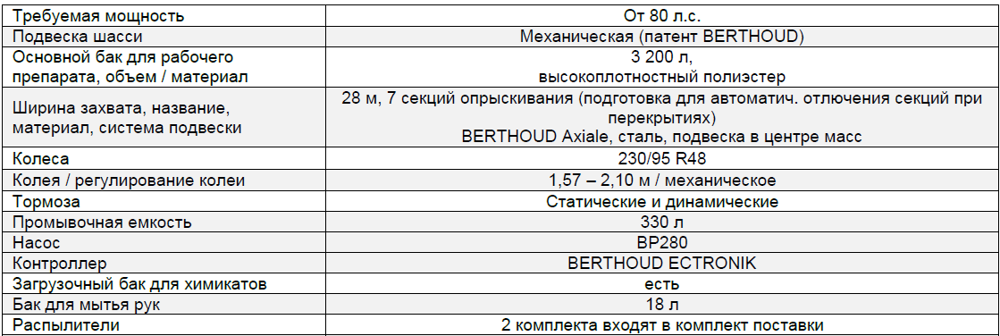 Требуемая мощность
От 80 л.с.
Подвеска шасси
Механическая (патент BERTHOUD)
Основной бак для рабочего
препарата, объем / материал
3 200 л,
высокоплотностный полиэстер
Ширина захвата, название,
материал, система подвески
28 м, 7 секций опрыскивания (подготовка для автоматич. отлючения секций при
перекрытиях)
BERTHOUD Axiale, сталь, подвеска в центре масс
Колеса
230/95 R48
Колея / регулирование колеи
1,57 – 2,10 м / механическое
Тормоза
Статические и динамические
Промывочная емкость
330 л
Насос
BP280
Контроллер
BERTHOUD ECTRONIK
Загрузочный бак для химикатов
есть
Бак для мытья рук
18 л
Распылители
2 комплекта входят в комплект поставки